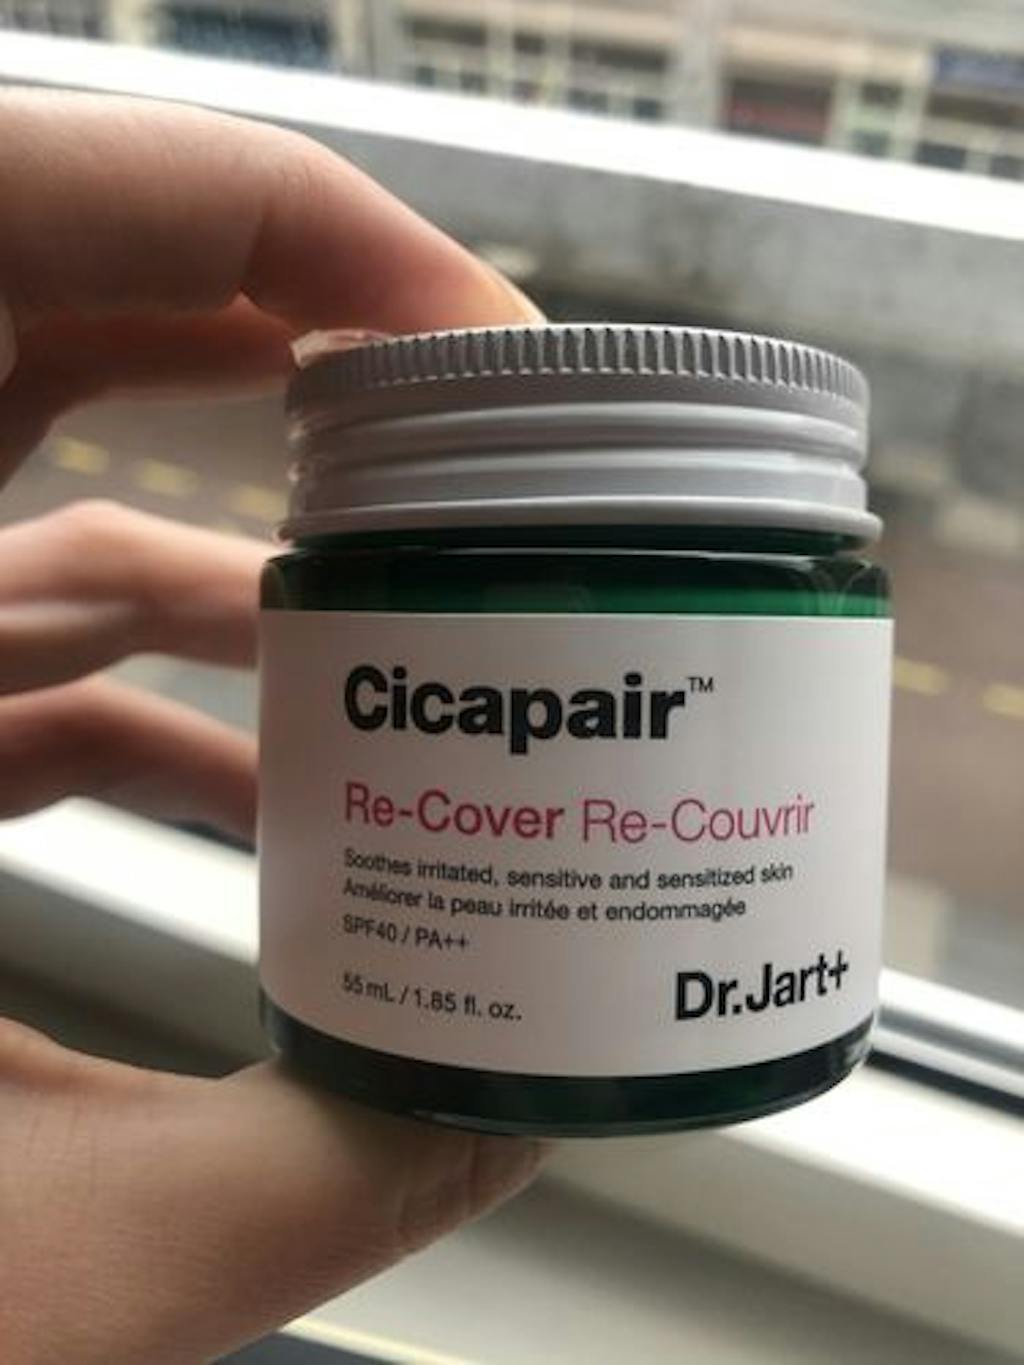 Cicapair™
Re-Cover Re-Couvrir
Soothes irritated, sensitive and sensitized skin
Améliorer la peau irritée et endommagée
SPF40 / PA++
55 mL / 1.85 fl. oz.
Dr.Jart+